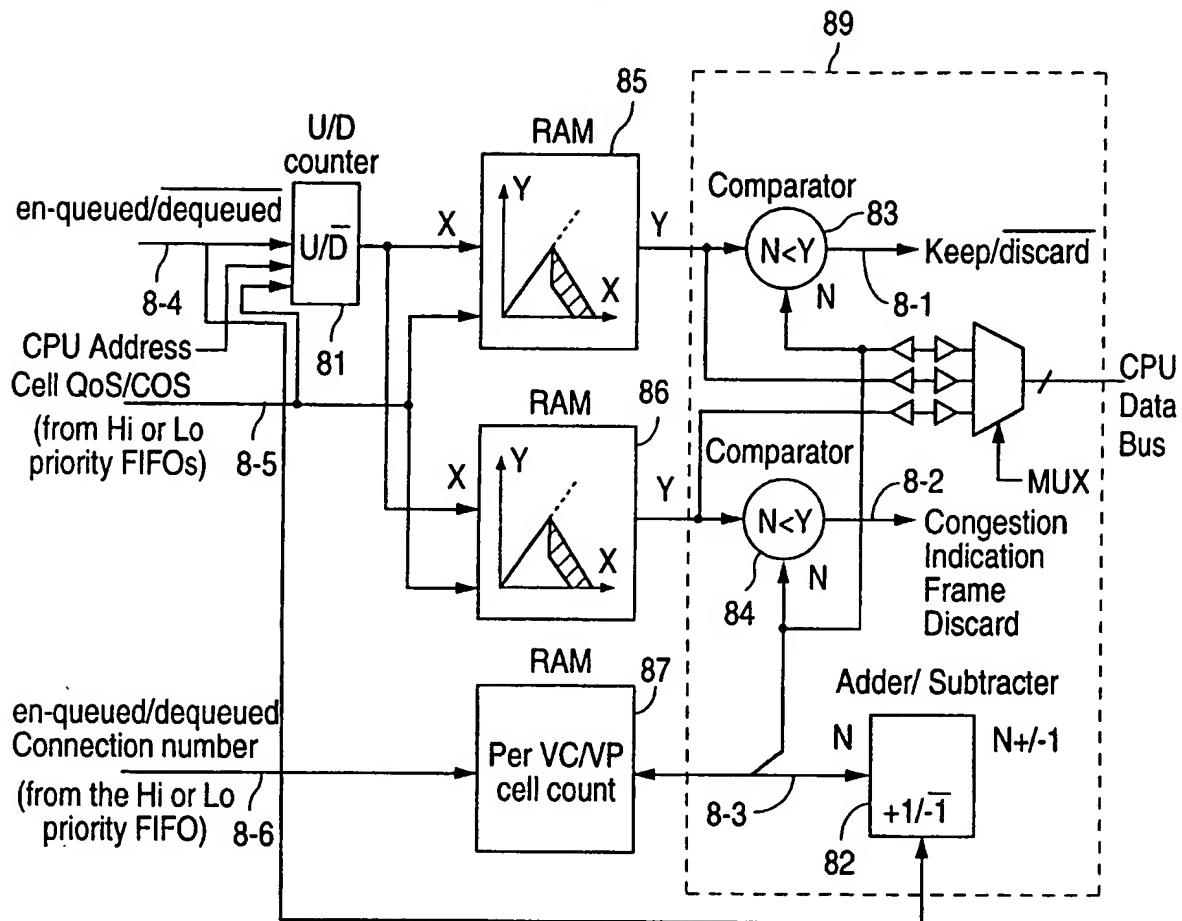 89
85
U/D
counter
RAM
Y
X
en-queued/dequeued
U/D
8-4
81
X
Y
Comparator
83
N<Y
N
Keep/discard
8-1
CPU Address
Cell QoS/COS
(from Hi or Lo
priority FIFOs)
8-5
RAM
86
Y
X
X
Y
Comparator
N<Y
N
84
8-2
Congestion
Indication
Frame
Discard
MUX
CPU
Data
Bus
RAM
87
en-queued/dequeued
Connection number
(from the Hi or Lo
priority FIFO)
8-6
Per VC/VP
cell count
8-3
Adder/ Subtracter
N
N+/-1
+1/-1
82